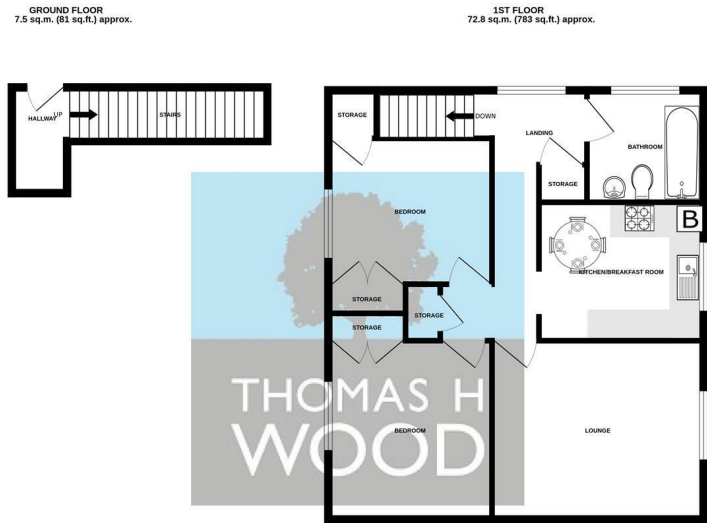 GROUND FLOOR
7.5 sq.m. (81 sq.ft.) approx.
1ST FLOOR
72.8 sq.m. (783 sq.ft.) approx.
HALLWAY
UP
STAIRS
STORAGE
DOWN
LANDING
BATHROOM
STORAGE
BEDROOM
B
KITCHEN/BREAKFAST ROOM
STORAGE
STORAGE
STORAGE
THOMAS H
WOOD
BEDROOM
LOUNGE